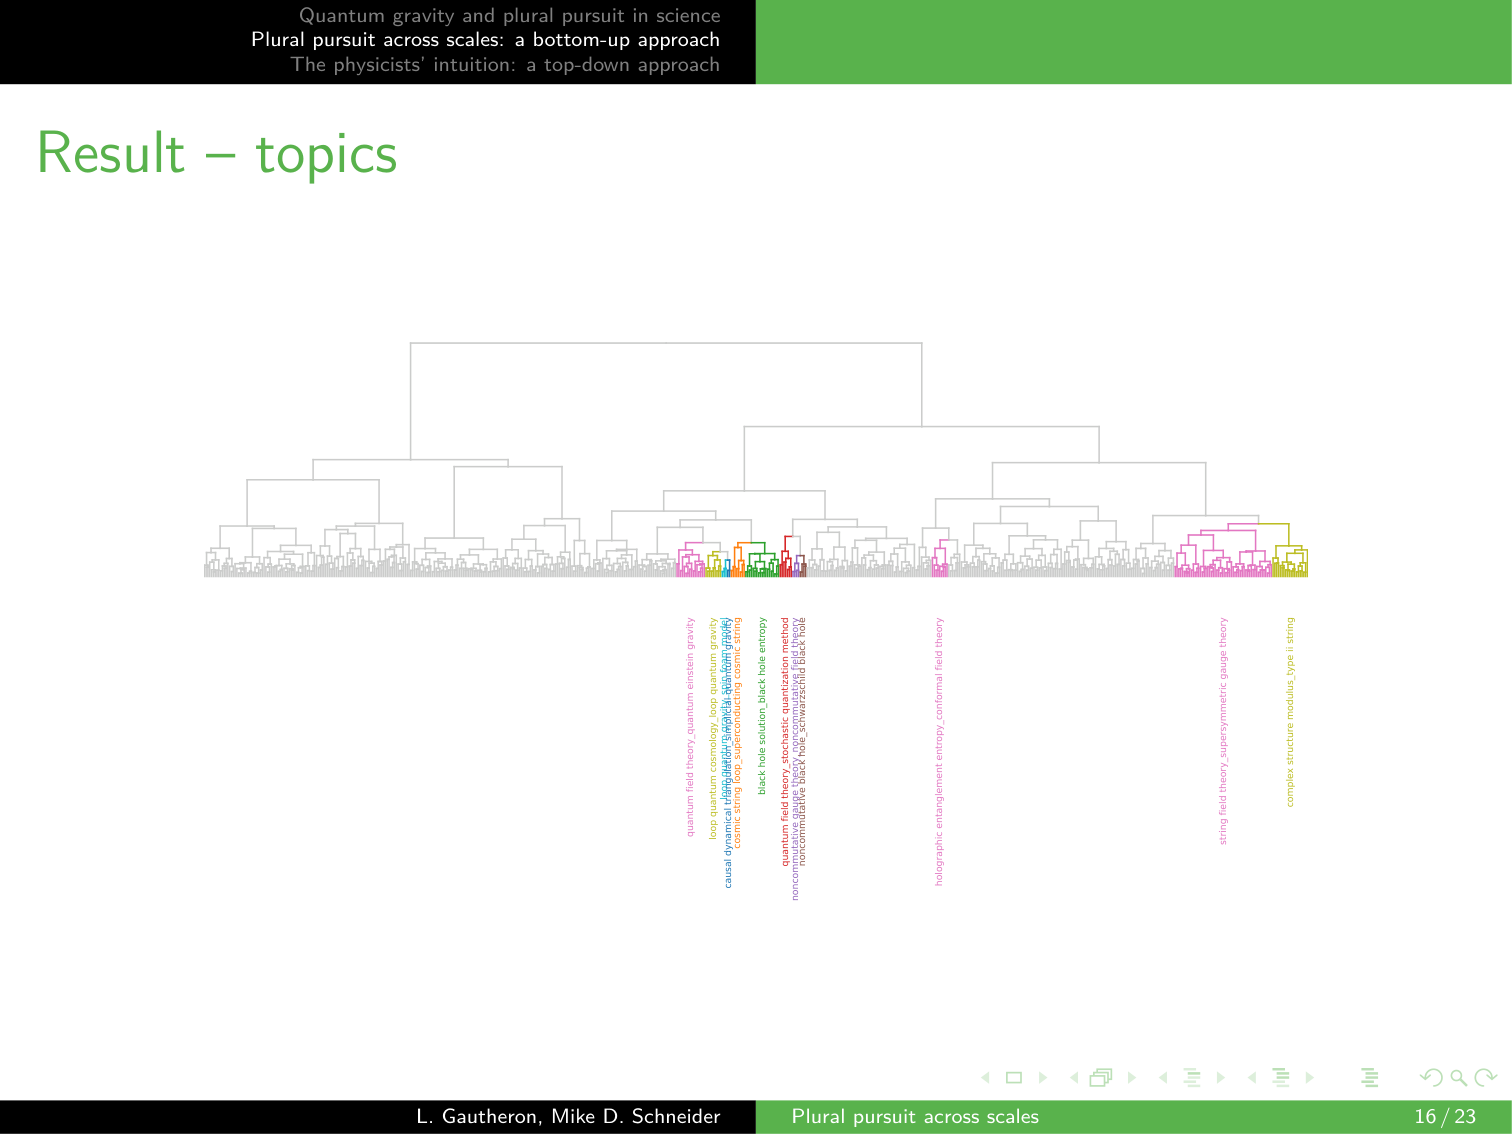 Quantum gravity and plural pursuit in science
Plural pursuit across scales: a bottom-up approach
The physicists' intuition: a top-down approach
Result – topics
quantum field theory_quantum einstein gravity
loop quantum cosmology_loop quantum gravity
loop quantum gravity_spin foam model
causal dynamical triangulation_simplicial quantum gravity
cosmic string loop_superconducting cosmic string
black hole solution_black hole entropy
quantum field theory_stochastic quantization method
noncommutative gauge theory_noncommutative field theory
noncommutative black hole_schwarzschild black hole
holographic entanglement entropy_conformal field theory
string field theory_supersymmetric gauge theory
complex structure modulus_type ii string
L. Gautheron, Mike D. Schneider
Plural pursuit across scales
16 / 23